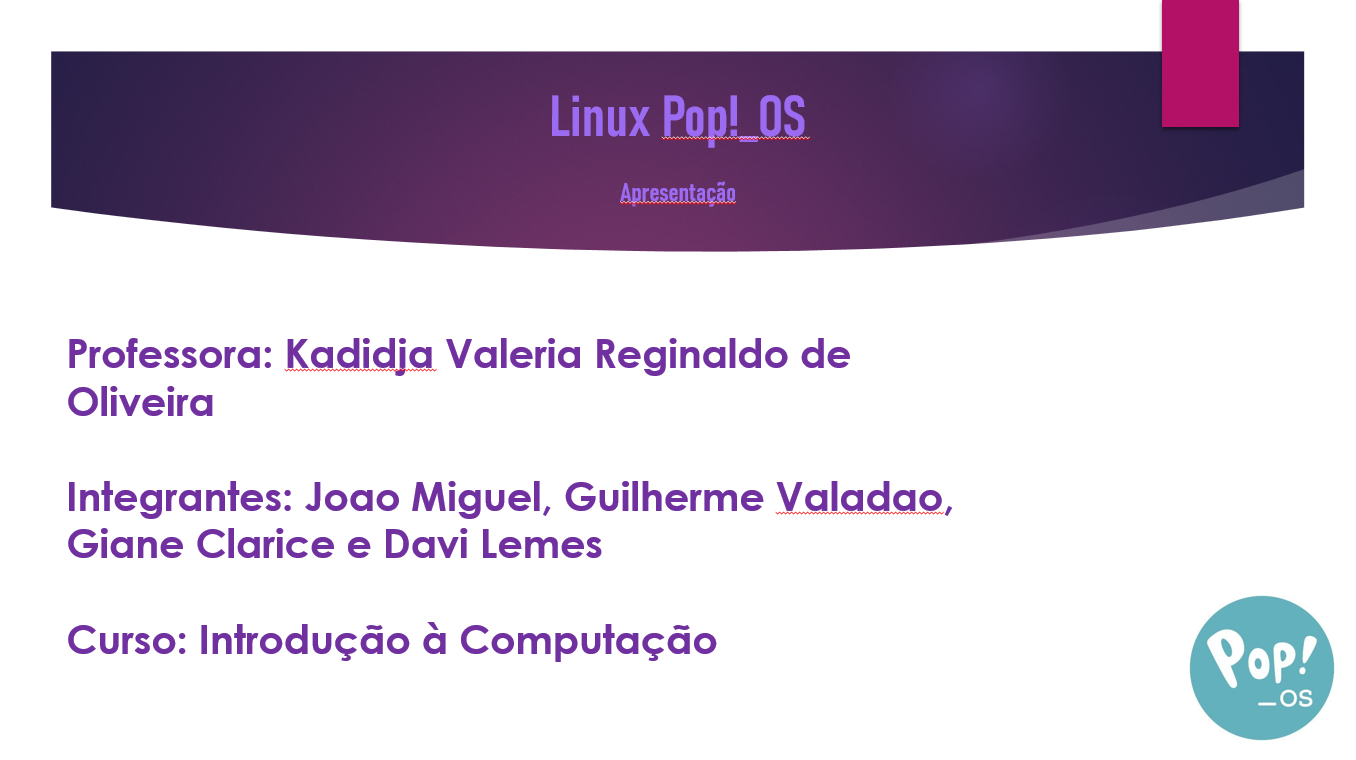 Linux Pop!_OS
Apresentação
Professora: Kadidja Valeria Reginaldo de
Oliveira
Integrantes: Joao Miguel, Guilherme Valadao,
Giane Clarice e Davi Lemes
Curso: Introdução à Computação
Pop!
_OS